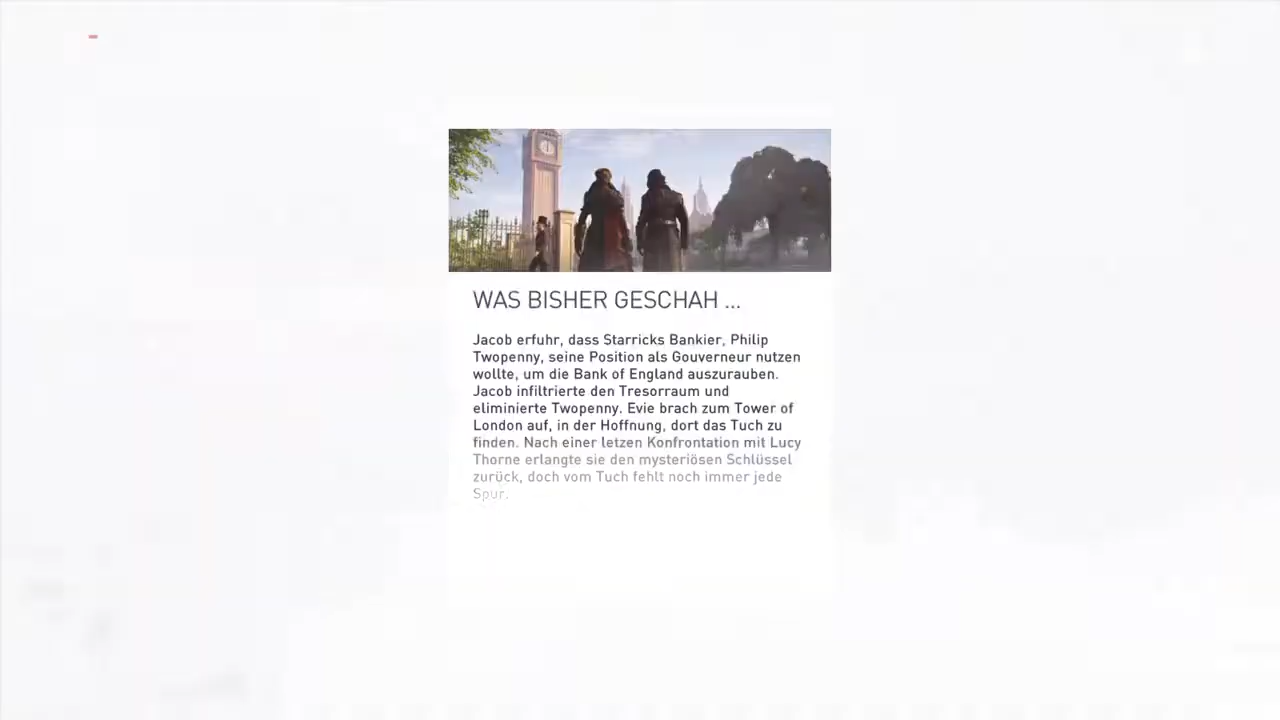 WAS BISHER GESCHAH ...
Jacob erfuhr, dass Starricks Bankier, Philip
Twopenny, seine Position als Gouverneur nutzen
wollte, um die Bank of England auszurauben.
Jacob infiltrierte den Tresorraum und
eliminierte Twopenny. Evie brach zum Tower of
London auf, in der Hoffnung, dort das Tuch zu
finden. Nach einer letzen Konfrontation mit Lucy
Thorne erlangte sie den mysteriösen Schlüssel
zurück, doch vom Tuch fehlt noch immer jede
Spur.